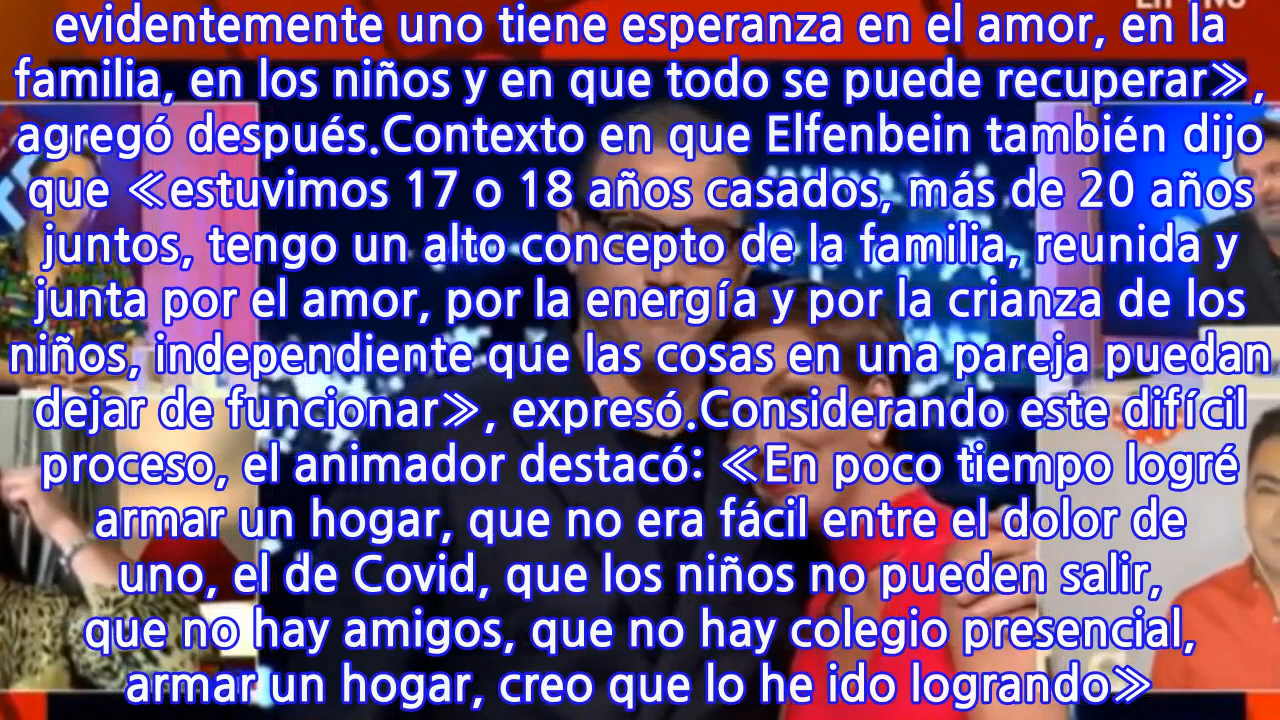 En vivo
evidentemente uno tiene esperanza en el amor, en la
familia, en los niños y en que todo se puede recuperar≫,
agregó después.Contexto en que Elfenbein también dijo
que ≪estuvimos 17 o 18 años casados, más de 20 años
juntos, tengo un alto concepto de la familia, reunida y
junta por el amor, por la energía y por la crianza de los
niños, independiente que las cosas en una pareja puedan
dejar de funcionar≫, expresó.Considerando este difícil
proceso, el animador destacó: ≪En poco tiempo logré
armar un hogar, que no era fácil entre el dolor de
uno, el de Covid, que los niños no pueden salir,
que no hay amigos, que no hay colegio presencial,
armar un hogar, creo que lo he ido logrando≫